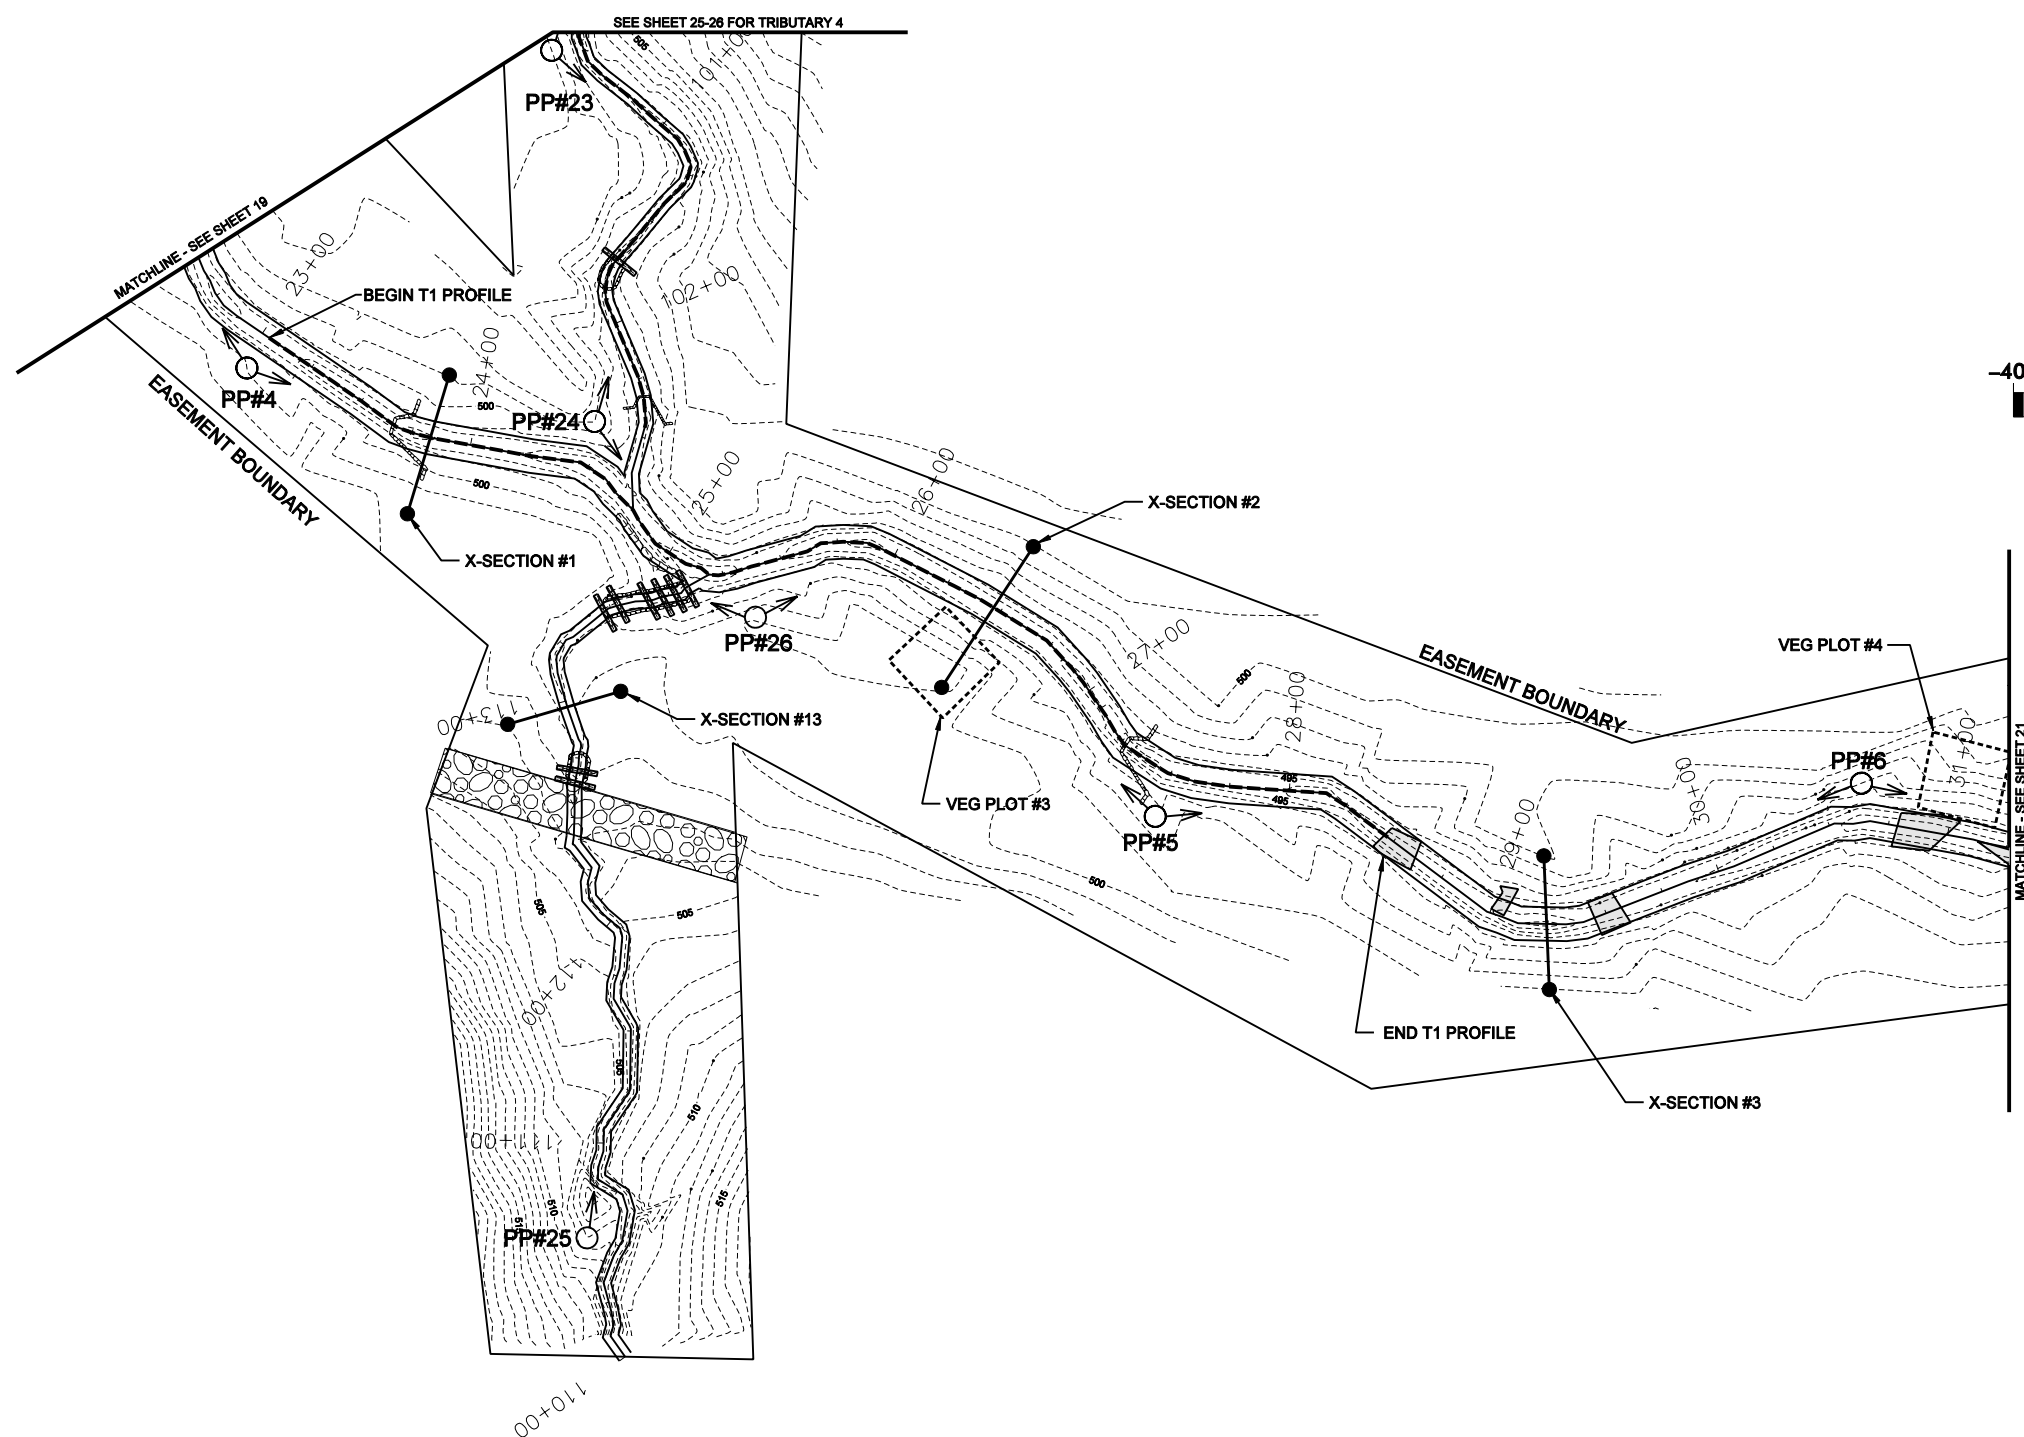 SEE SHEET 25-26 FOR TRIBUTARY 4
505
101+00
PP#23
MATCHLINE - SEE SHEET 19
23+00
102+00
BEGIN T1 PROFILE
-40
24+00
PP#4
500
PP#24
EASEMENT BOUNDARY
500
25+00
26+00
X-SECTION #2
X-SECTION #1
PP#26
27+00
VEG PLOT #4
EASEMENT BOUNDARY
500
28+00
113+00
X-SECTION #13
31+00
MATCHLINE - SEE SHEET 21
PP#6
495
495
30+00
VEG PLOT #3
29+00
PP#5
500
505
505
112+00
END T1 PROFILE
505
510
X-SECTION #3
111+00
515
510
515
PP#25
110+00